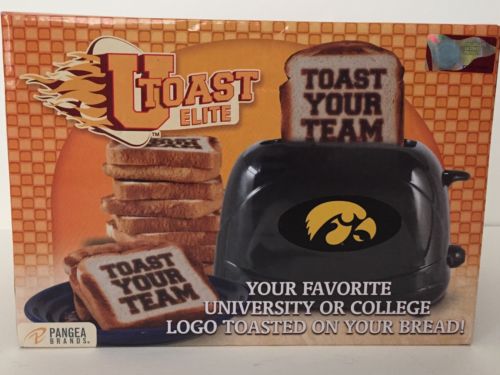 U TOAST
ELITE
TM
TOAST
YOUR
TEAM
TOAST
YOUR
TEAM
YOUR FAVORITE
UNIVERSITY OR COLLEGE
LOGO TOASTED ON YOUR BREAD!
PANGEA
BRANDS®